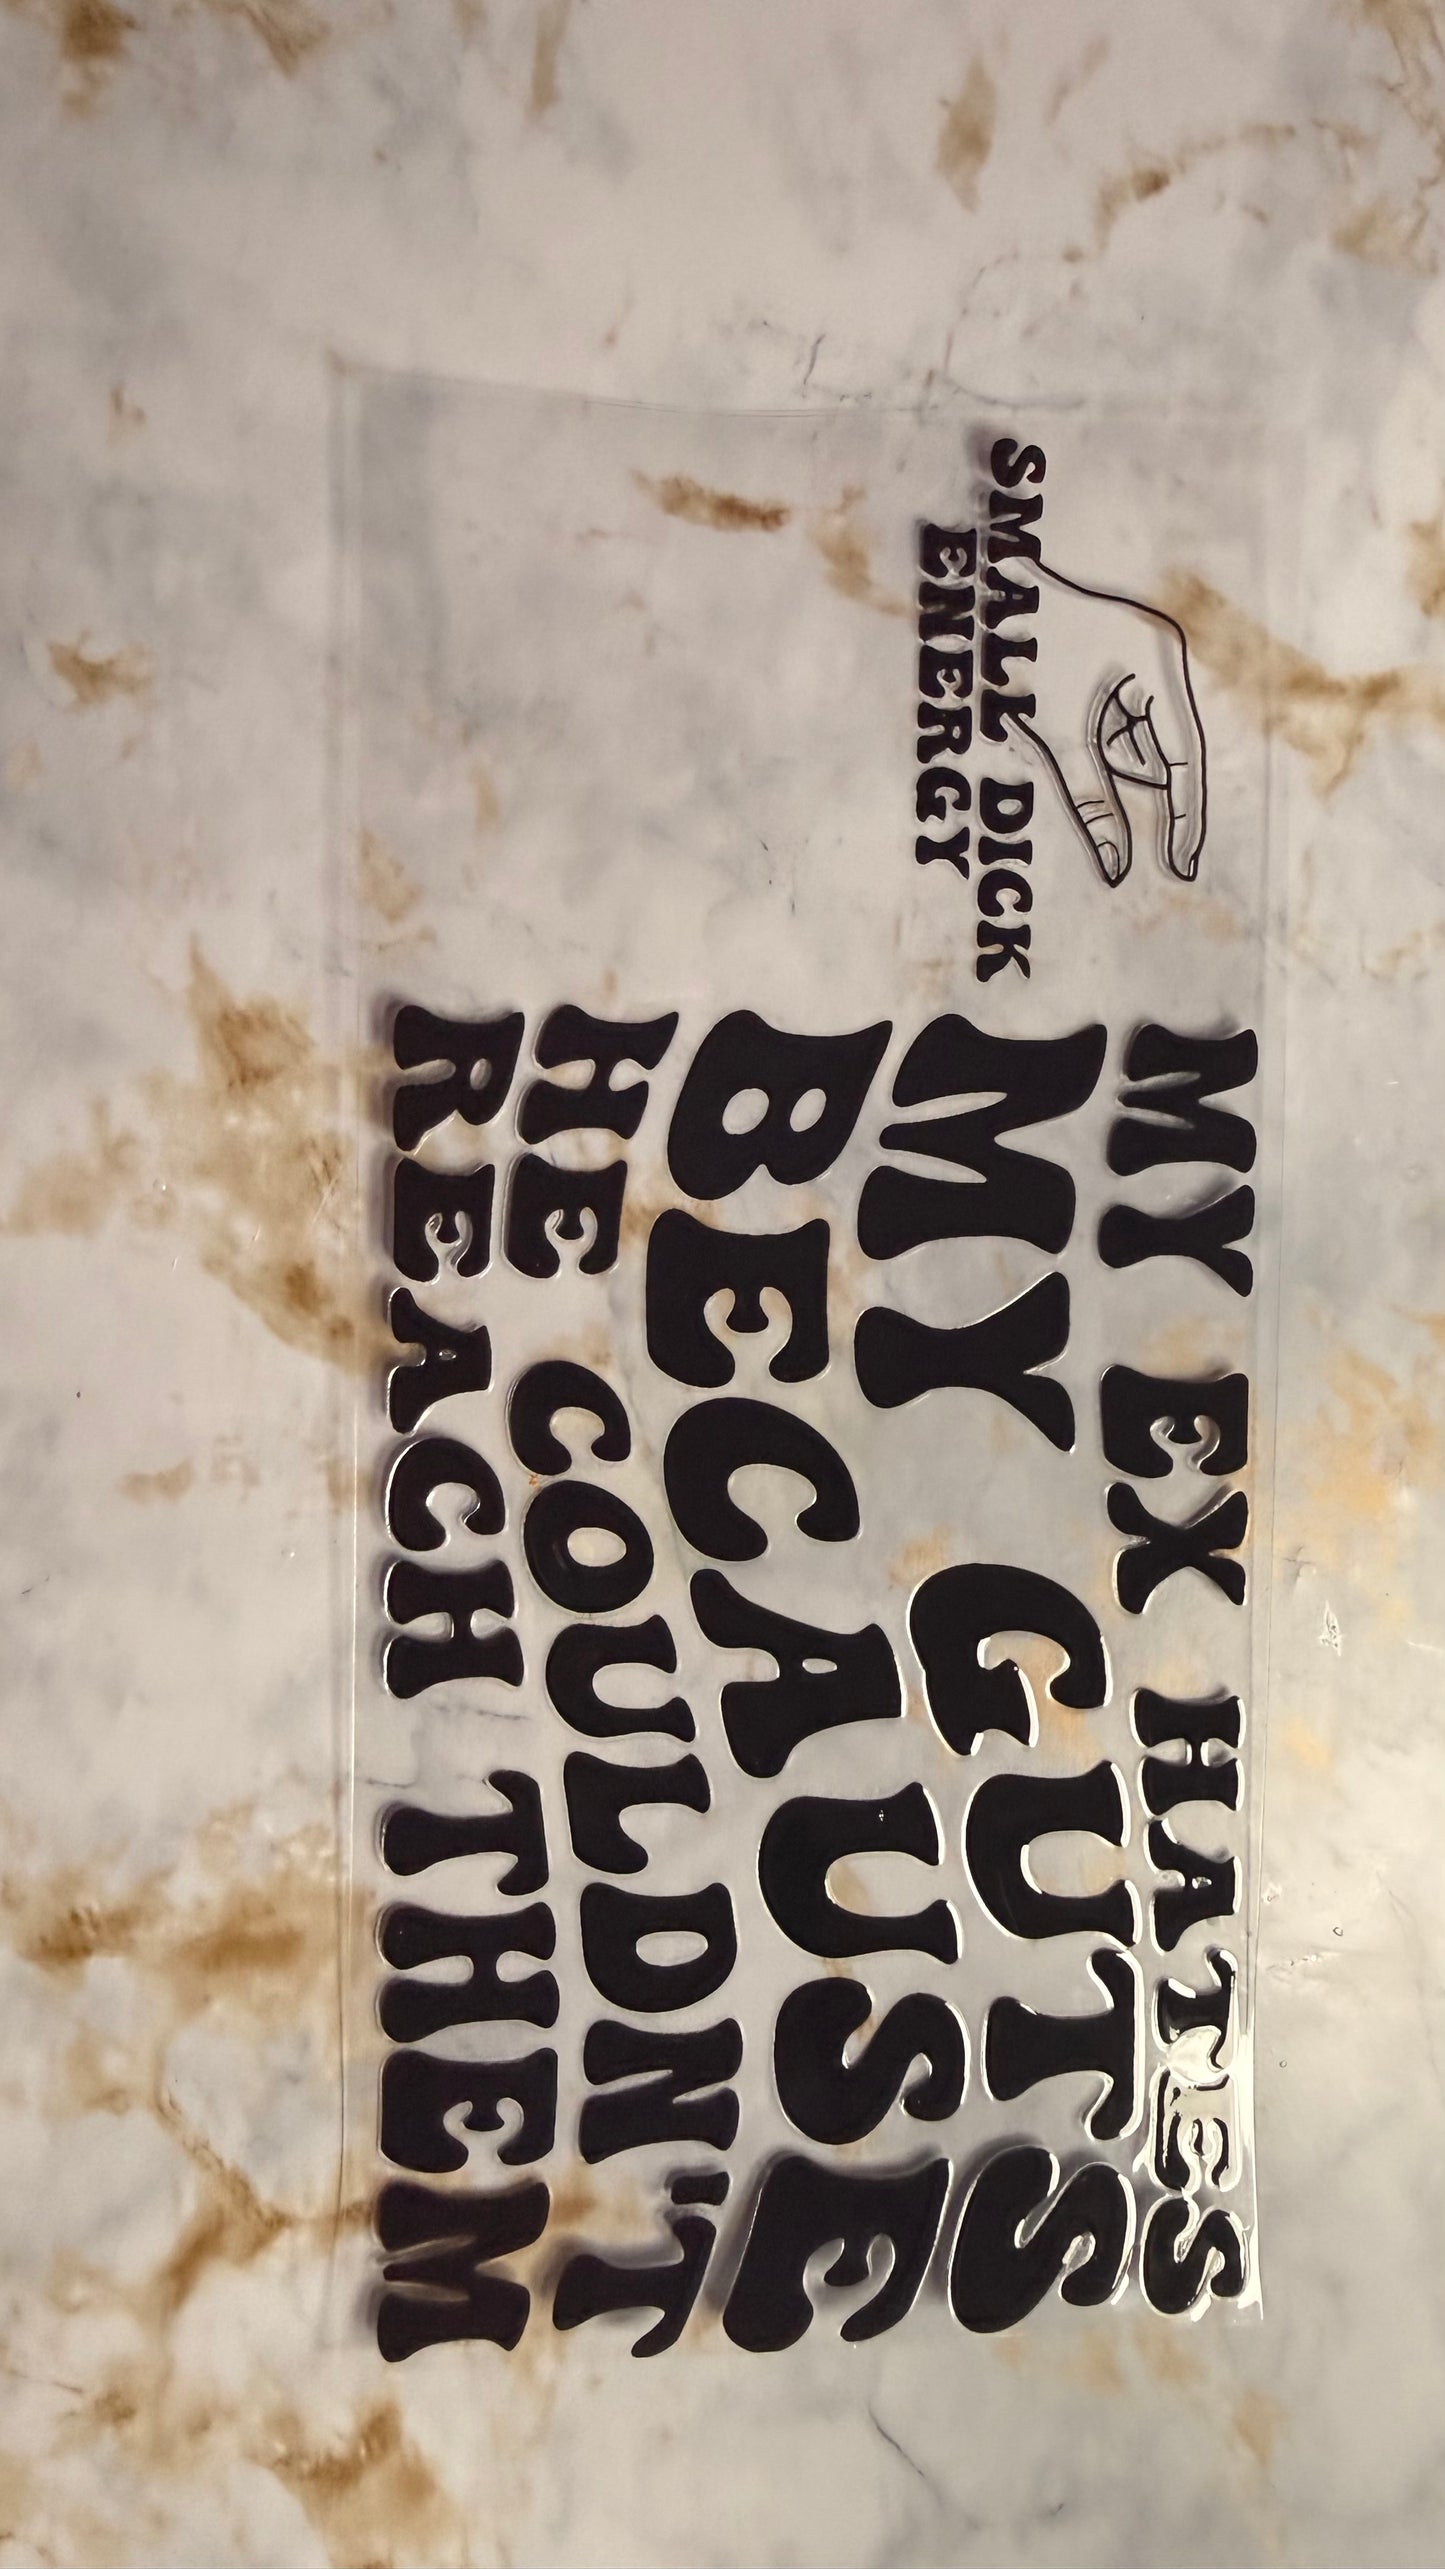 SMALL DICK
ENERGY
MY EX HATES
MY GUTS
BECAUSE
HE COULDN'T
REACH THEM